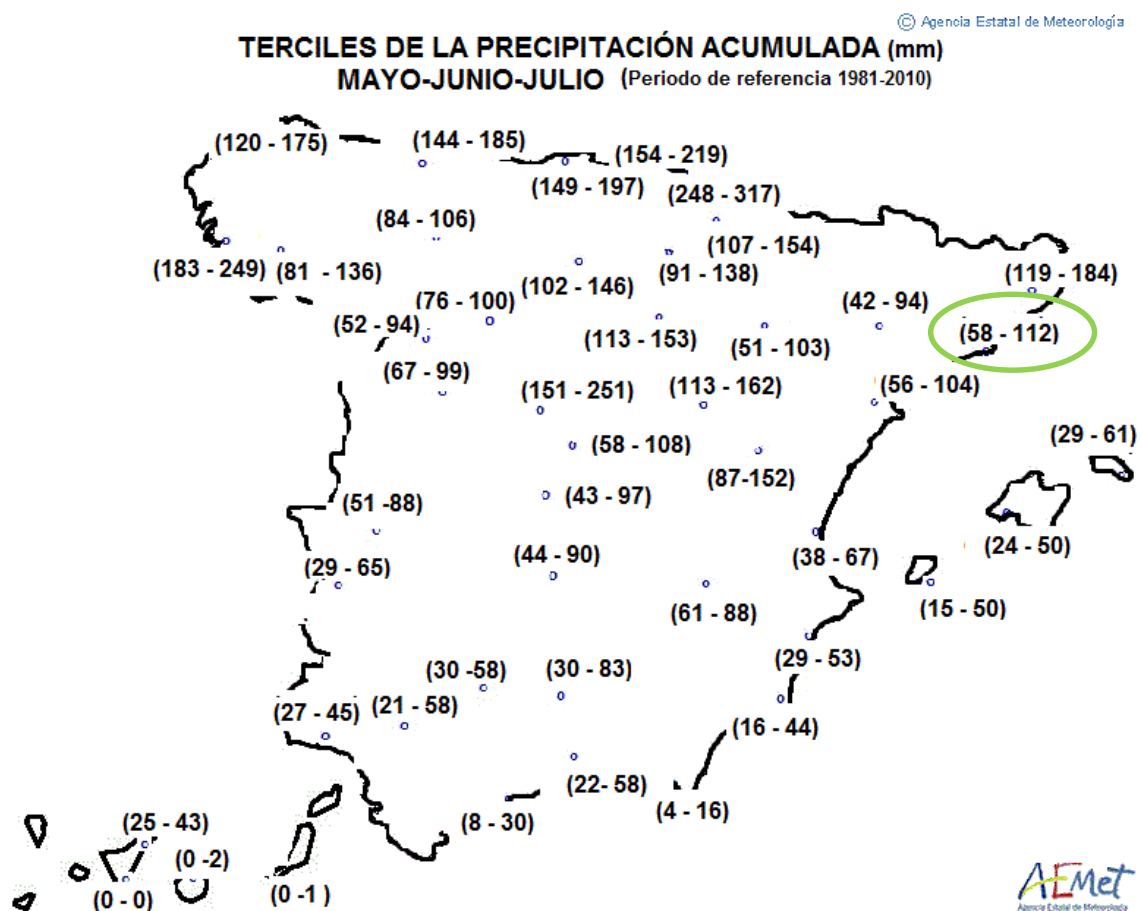 © Agencia Estatal de Meteorología
TERCILES DE LA PRECIPITACIÓN ACUMULADA (mm)
MAYO-JUNIO-JULIO (Periodo de referencia 1981-2010)
(120 - 175)
(144 - 185)
(154 - 219)
(149 - 197)
(248 - 317)
(84 - 106)
(107 - 154)
(183 - 249)
(81 - 136)
(91 - 138)
(119 - 184)
(102 - 146)
(76 - 100)
(42 - 94)
(52 - 94)
(113 - 153)
(51 - 103)
(58 - 112)
(67 - 99)
(151 - 251)
(113 - 162)
(56 - 104)
(58 - 108)
(29 - 61)
(87-152)
(51 -88)
(43 - 97)
(24 - 50)
(44 - 90)
(38 - 67)
(29 - 65)
(61 - 88)
(15 - 50)
(29 - 53)
(30 -58)
(30 - 83)
(27 - 45)
(21 - 58)
(16 - 44)
(22- 58)
(4 - 16)
(8 - 30)
(25 - 43)
(0 -2)
(0 - 0)
(0 -1 )
AEMet
Agencia Estatal de Meteorología